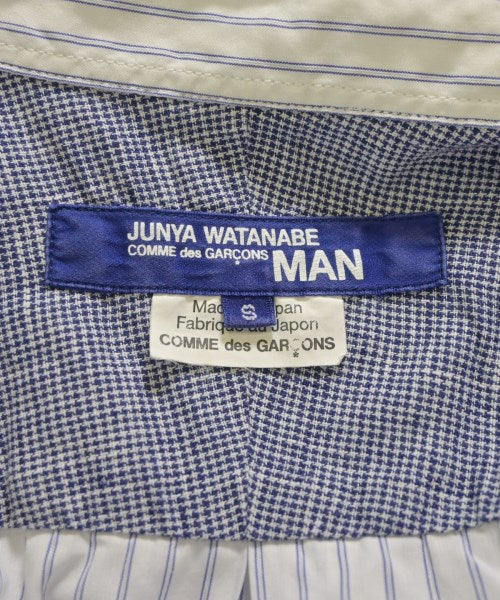 JUNYA WATANABE
COMME des GARÇONS MAN
S
Fabrique au Japon
COMME des GARÇONS